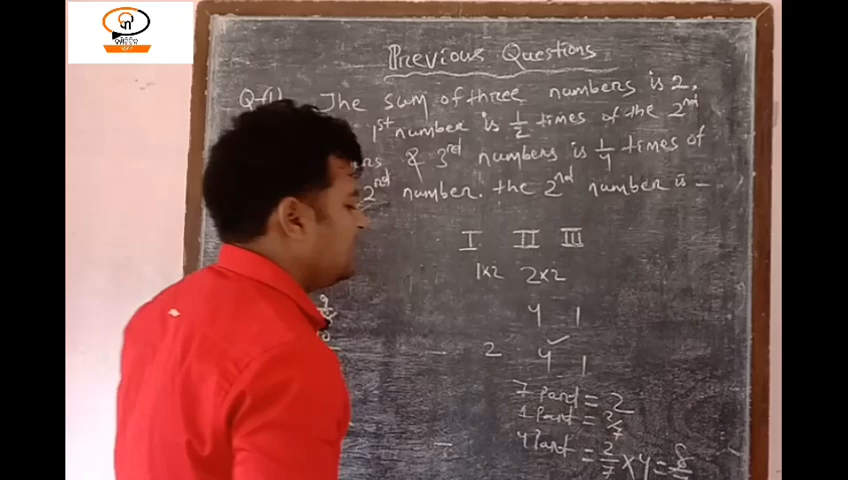 Previous Questions
Q-(1) The sum of three numbers is 2.
1st number is 1/2 times of the 2nd
& 3rd numbers is 1/4 times of
2nd number. the 2nd number is –
I II III
1×2 2×2
4 1
2 4 1
7 Part = 2
1 Part = 2/7
4 Part = 2/7 × 4 = 8